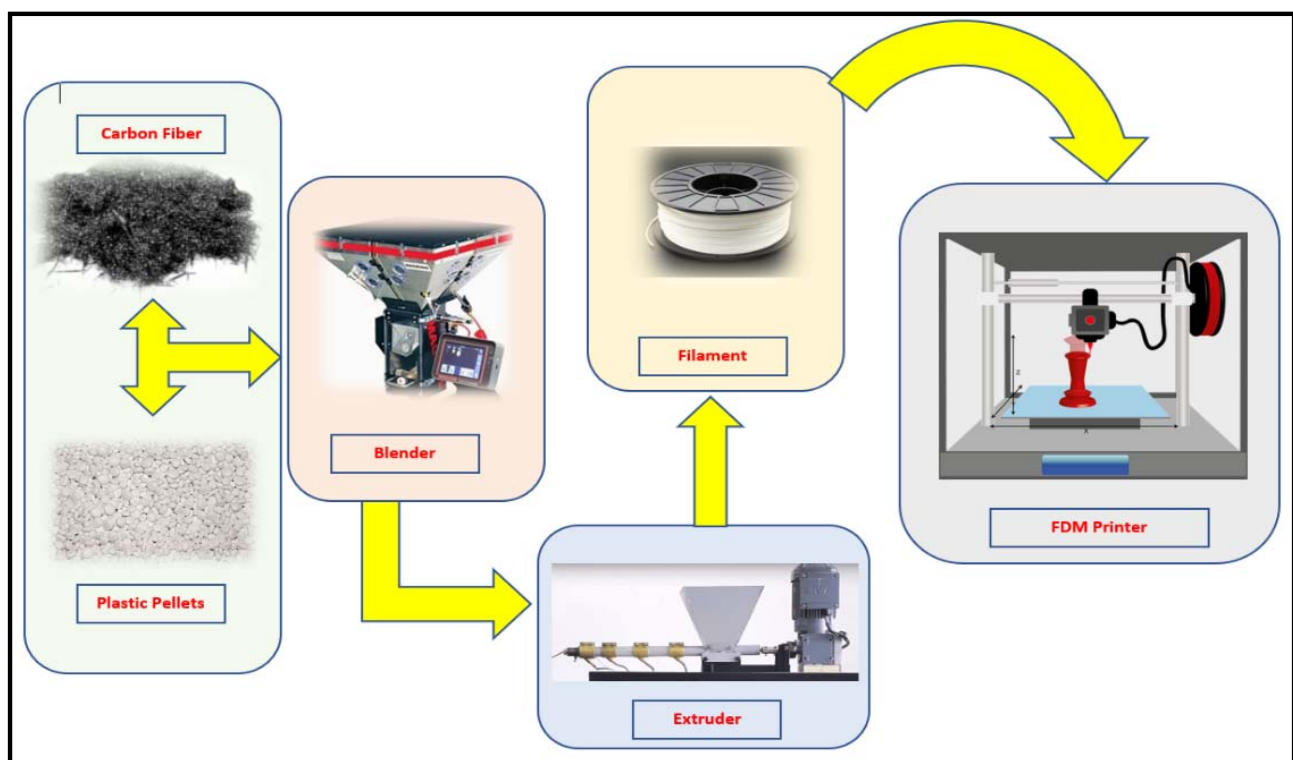 Carbon Fiber
Plastic Pellets
Blender
Extruder
Filament
FDM Printer
Z
X